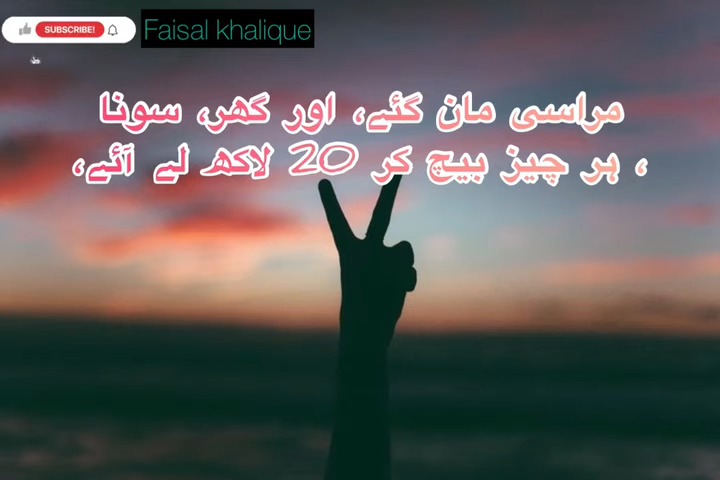 SUBSCRIBE!
Faisal khalique
مراسی مان گئے، اور گھر، سونا
، ہر چیز بیچ کر 20 لاکھ لے آئے،